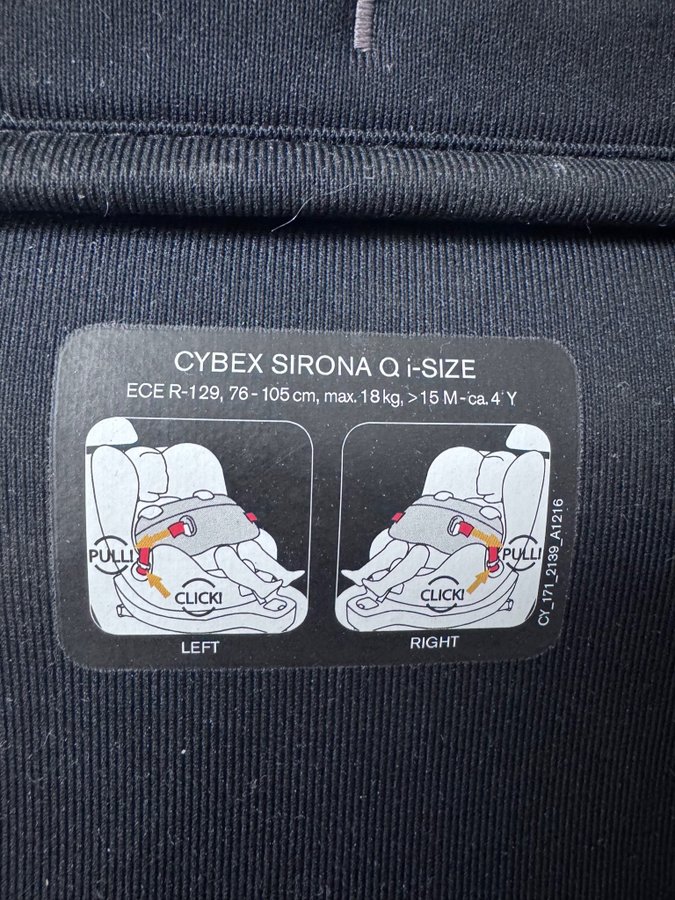 CYBEX SIRONA Q i-SIZE
ECE R-129, 76 - 105 cm, max. 18 kg, >15 M - ca. 4 Y
PULL!
CLICK!
LEFT
PULL!
CLICK!
RIGHT
CY_171_2139_A1216